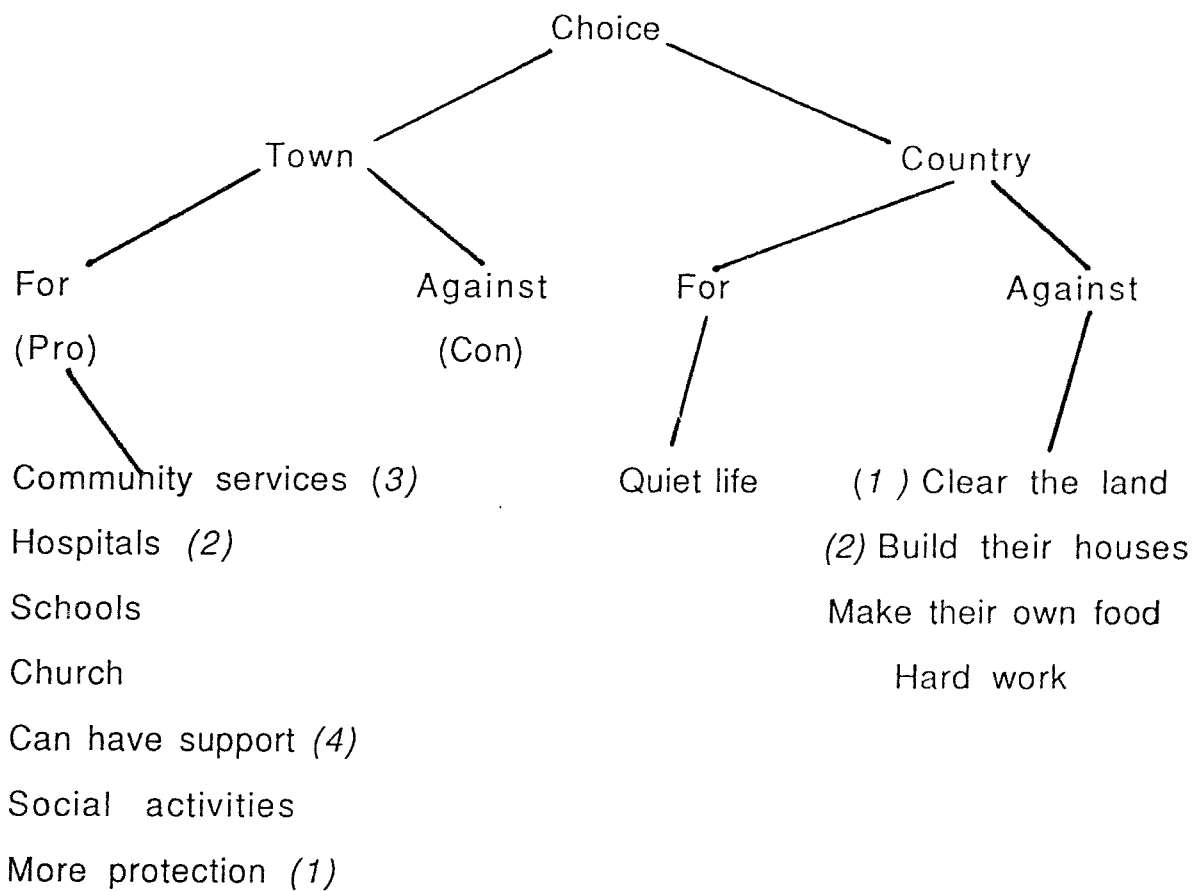 Choice
Town Country
For Against For Against
(Pro) (Con)
Community services (3) Quiet life (1 ) Clear the land
Hospitals (2) (2) Build their houses
Schools Make their own food
Church Hard work
Can have support (4)
Social activities
More protection (1)